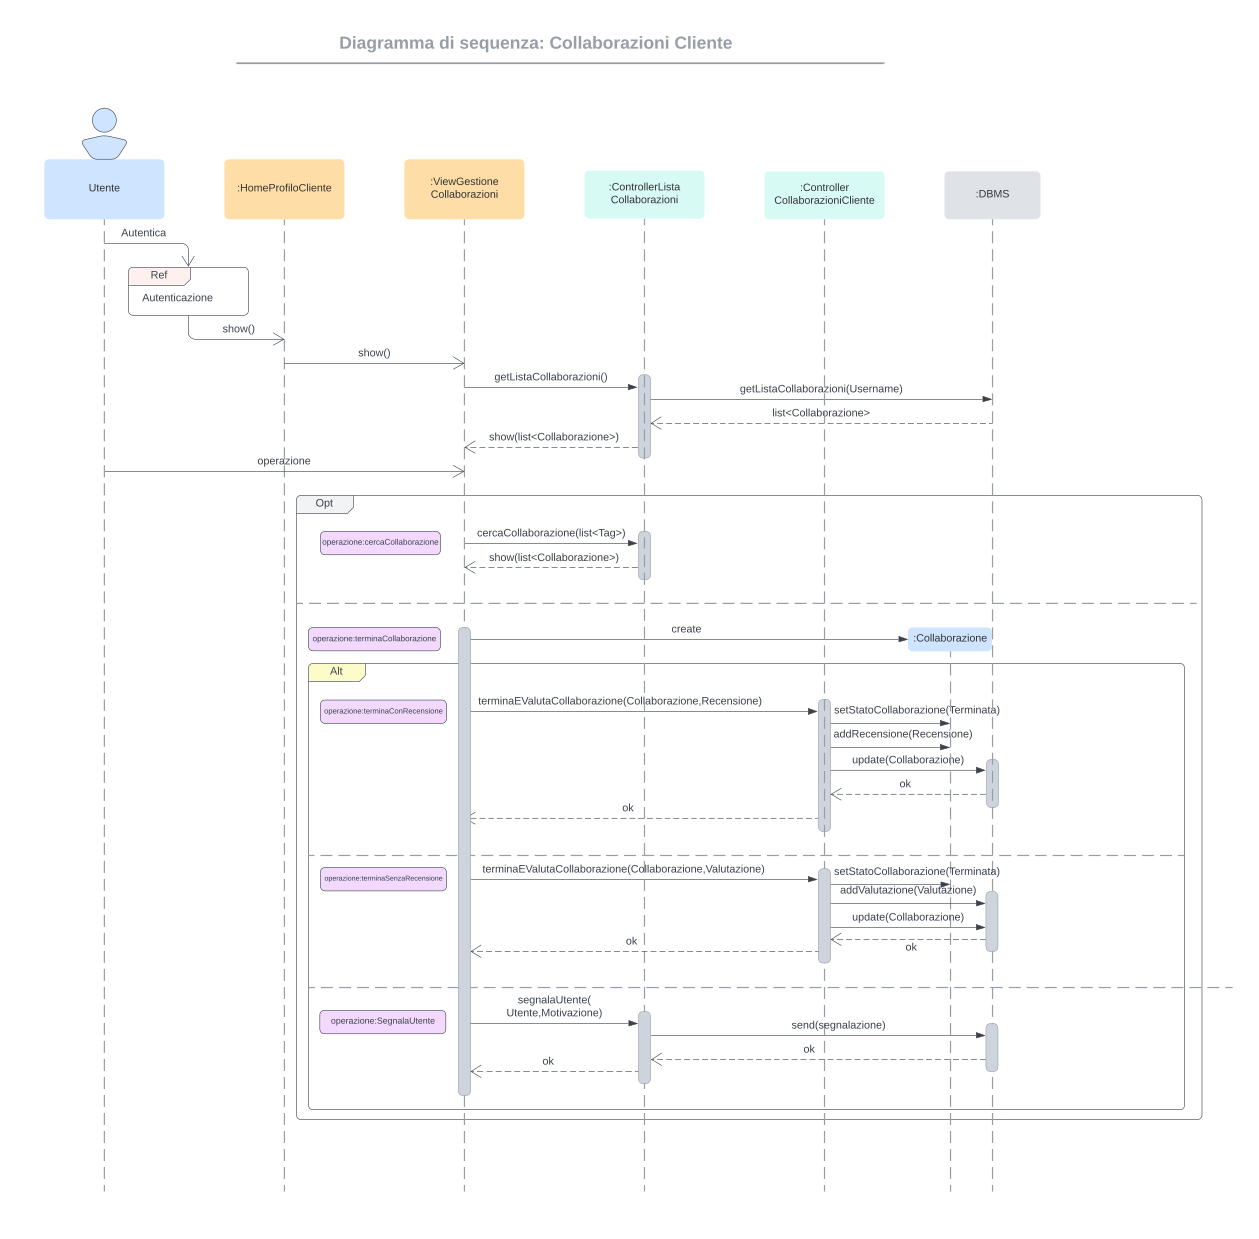 Diagramma di sequenza: Collaborazioni Cliente
Utente
:HomeProfiloCliente
:ViewGestione
Collaborazioni
:ControllerLista
Collaborazioni
:Controller
CollaborazioniCliente
:DBMS
Autentica
Ref
Autenticazione
show()
show()
getListaCollaborazioni()
getListaCollaborazioni(Username)
list<Collaborazione>
show(list<Collaborazione>)
operazione
Opt
operazione:cercaCollaborazione
cercaCollaborazione(list<Tag>)
show(list<Collaborazione>)
operazione:terminaCollaborazione
create
:Collaborazione
Alt
operazione:terminaConRecensione
terminaEValutaCollaborazione(Collaborazione,Recensione)
setStatoCollaborazione(Terminata)
addRecensione(Recensione)
update(Collaborazione)
ok
ok
operazione:terminaSenzaRecensione
terminaEValutaCollaborazione(Collaborazione,Valutazione)
setStatoCollaborazione(Terminata)
addValutazione(Valutazione)
update(Collaborazione)
ok
ok
operazione:SegnalaUtente
segnalaUtente(
Utente,Motivazione)
send(segnalazione)
ok
ok